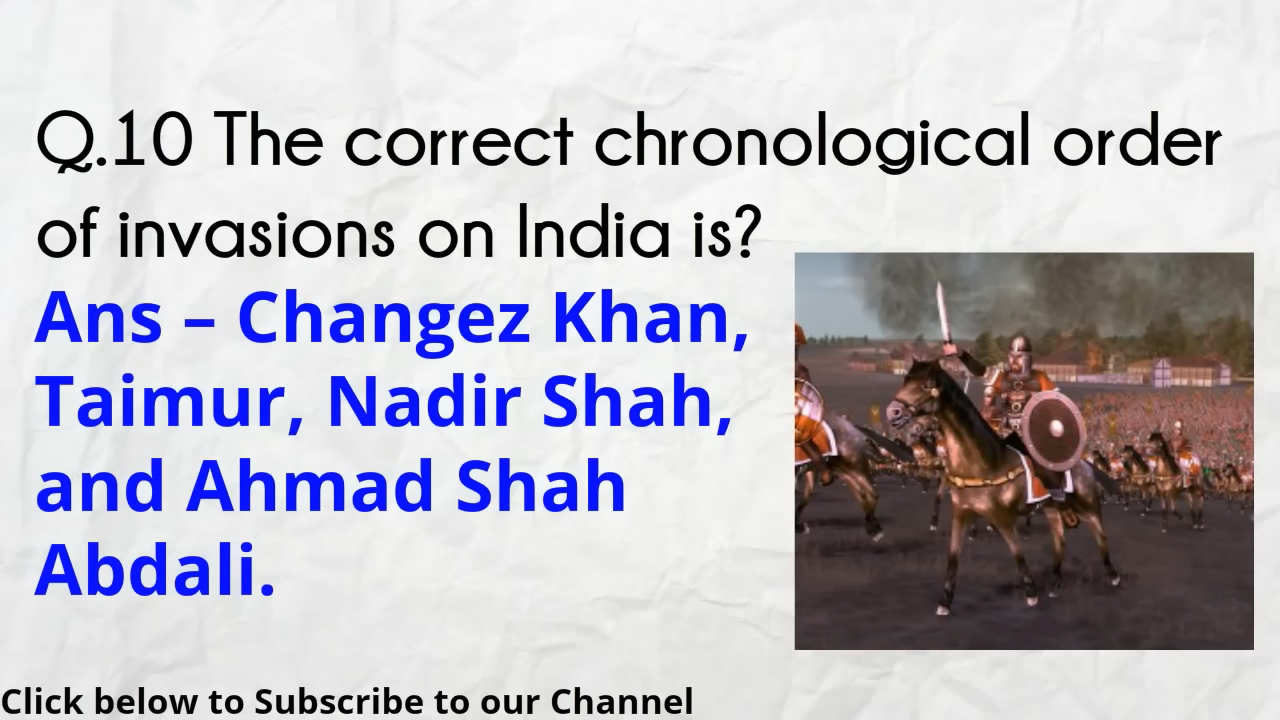 Q.10 The correct chronological order
of invasions on India is?
Ans – Changez Khan,
Taimur, Nadir Shah,
and Ahmad Shah
Abdali.
Click below to Subscribe to our Channel